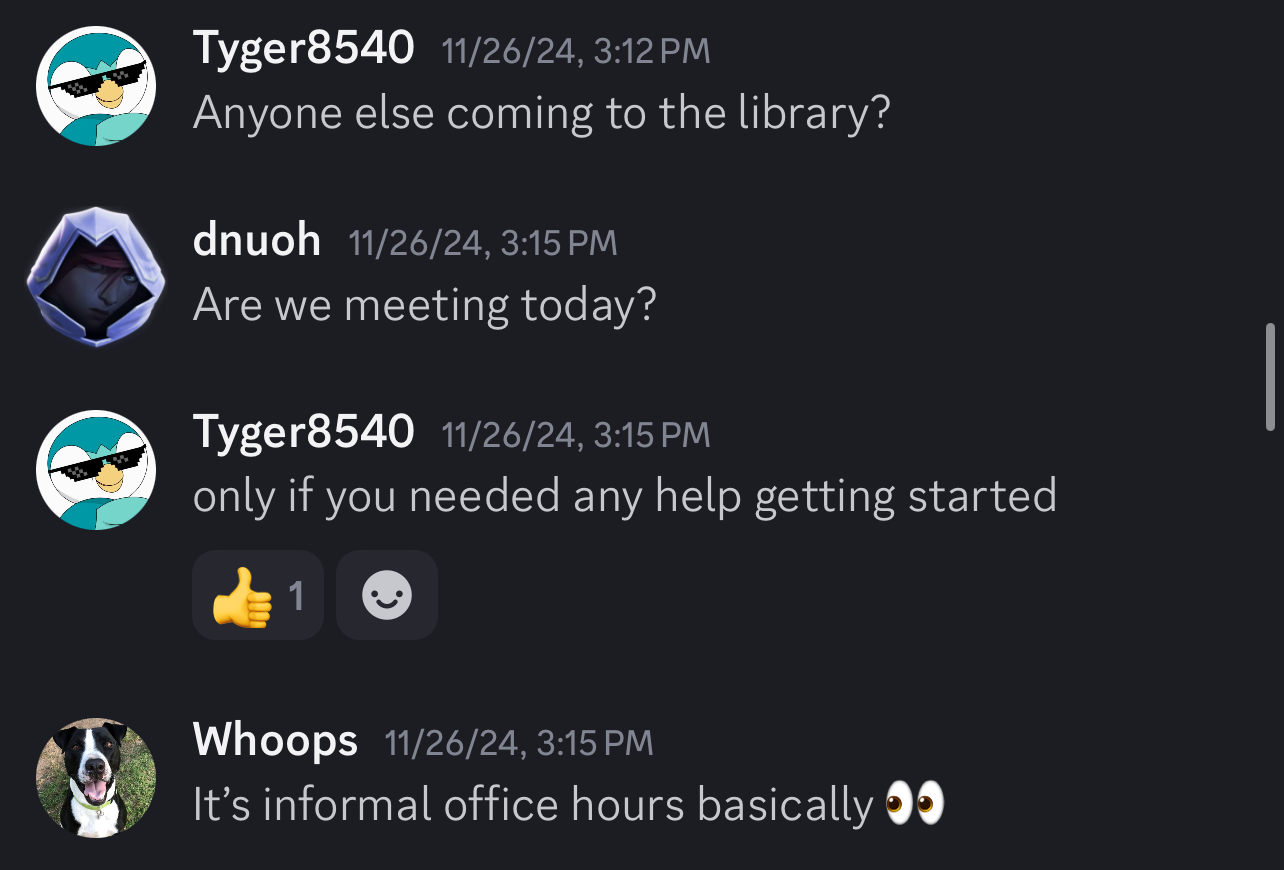 Tyger8540 11/26/24, 3:12 PM
Anyone else coming to the library?
dnuoh 11/26/24, 3:15 PM
Are we meeting today?
Tyger8540 11/26/24, 3:15 PM
only if you needed any help getting started
👍 1
Whoops 11/26/24, 3:15 PM
It’s informal office hours basically 👀